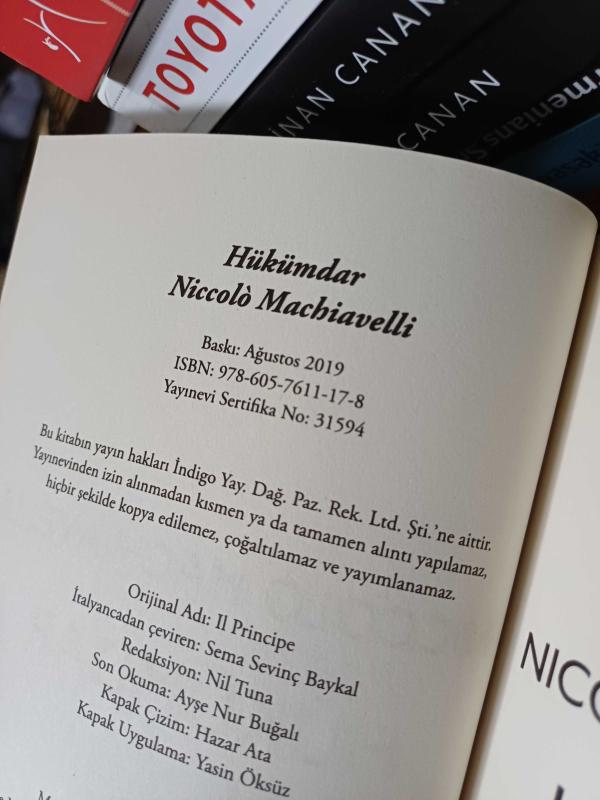 TOYOTA
İNAN CANAN
CANAN
Hükümdar
Niccolò Machiavelli
Baskı: Ağustos 2019
ISBN: 978-605-7611-17-8
Yayınevi Sertifika No: 31594
Bu kitabın yayın hakları İndigo Yay. Dağ. Paz. Rek. Ltd. Şti.'ne aittir.
Yayınevinden izin alınmadan kısmen ya da tamamen alıntı yapılamaz,
hiçbir şekilde kopya edilemez, çoğaltılamaz ve yayımlanamaz.
Orijinal Adı: Il Principe
İtalyancadan çeviren: Sema Sevinç Baykal
Redaksiyon: Nil Tuna
Son Okuma: Ayşe Nur Buğalı
Kapak Çizim: Hazar Ata
Kapak Uygulama: Yasin Öksüz
NICC